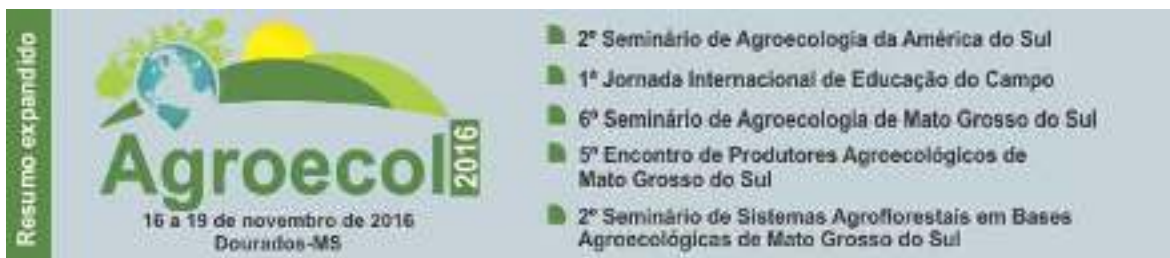 Resumo expandido
Agroecol 2016
16 a 19 de novembro de 2016
Dourados-MS
2º Seminário de Agroecologia da América do Sul
1ª Jornada Internacional de Educação do Campo
6º Seminário de Agroecologia de Mato Grosso do Sul
5º Encontro de Produtores Agroecológicos de
Mato Grosso do Sul
2º Seminário de Sistemas Agroflorestais em Bases
Agroecológicas de Mato Grosso do Sul